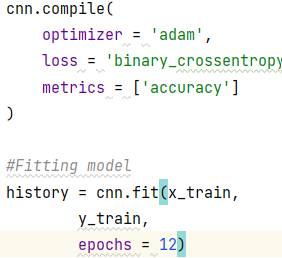 cnn.compile(
    optimizer = 'adam',
    loss = 'binary_crossentropy
    metrics = ['accuracy']
)
#Fitting model
history = cnn.fit(x_train,
        y_train,
        epochs = 12)